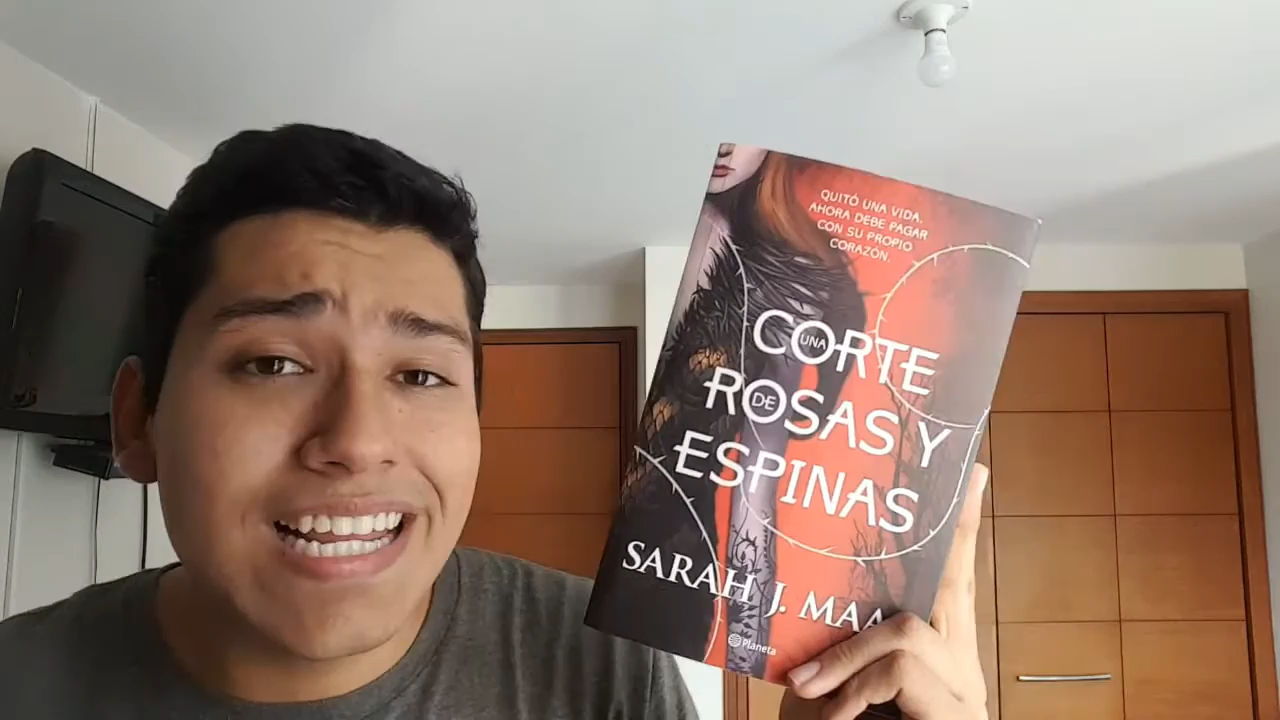 QUITÓ UNA VIDA.
AHORA DEBE PAGAR
CON SU PROPIO
CORAZÓN.
UNA
CORTE
DE
ROSAS Y
ESPINAS
SARAH J. MAA
Planeta